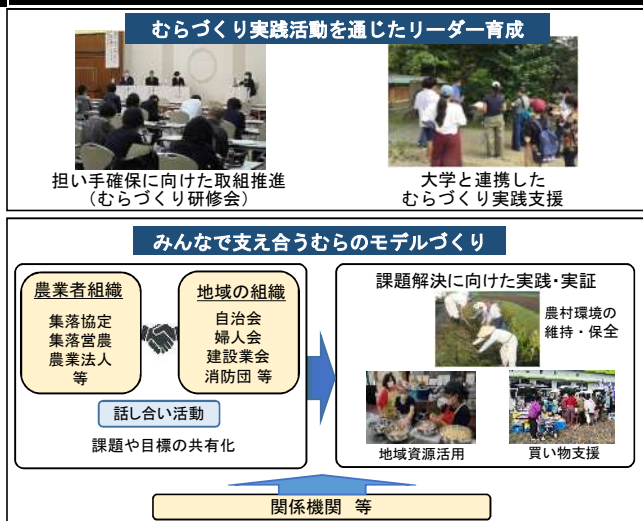 むらづくり実践活動を通じたリーダー育成
担い手確保に向けた取組推進
（むらづくり研修会）
大学と連携した
むらづくり実践支援
みんなで支え合うむらのモデルづくり
農業者組織
集落協定
集落営農
農業法人
等
地域の組織
自治会
婦人会
建設業会
消防団 等
話し合い活動
課題や目標の共有化
課題解決に向けた実践・実証
農村環境の
維持・保全
地域資源活用
買い物支援
関係機関 等